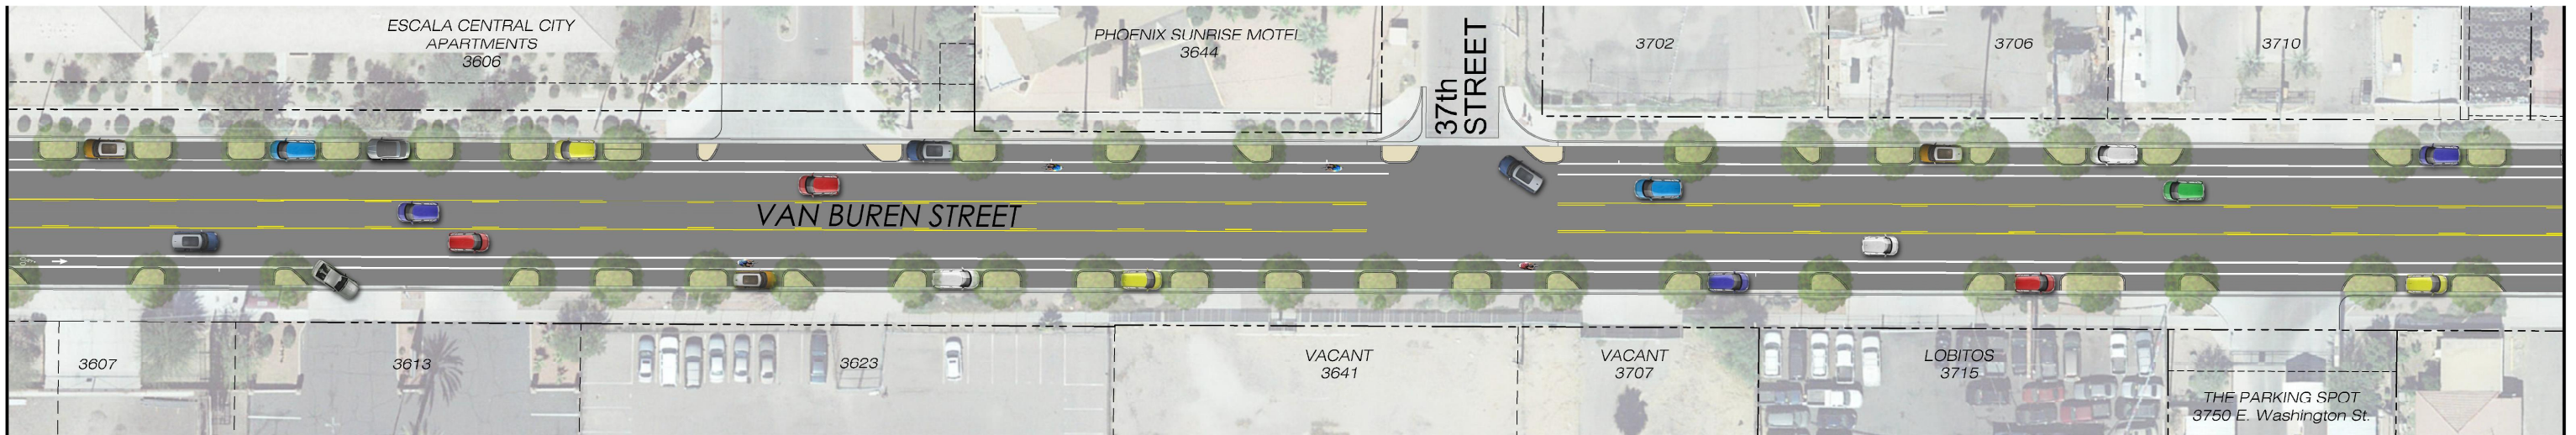 ESCALA CENTRAL CITY
APARTMENTS
3606
PHOENIX SUNRISE MOTEL
3644
37th
STREET
3702
3706
3710
VAN BUREN STREET
3607
3613
3623
VACANT
3641
VACANT
3707
LOBITOS
3715
THE PARKING SPOT
3750 E. Washington St.